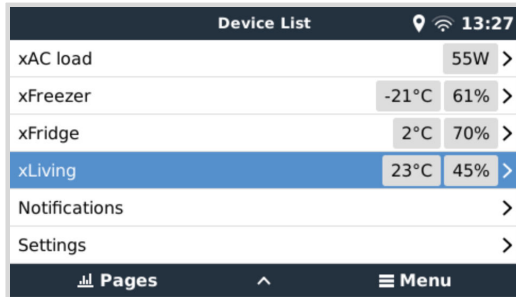 Device List 13:27
xAC load 55W
xFreezer -21°C 61%
xFridge 2°C 70%
xLiving 23°C 45%
Notifications
Settings
Pages Menu